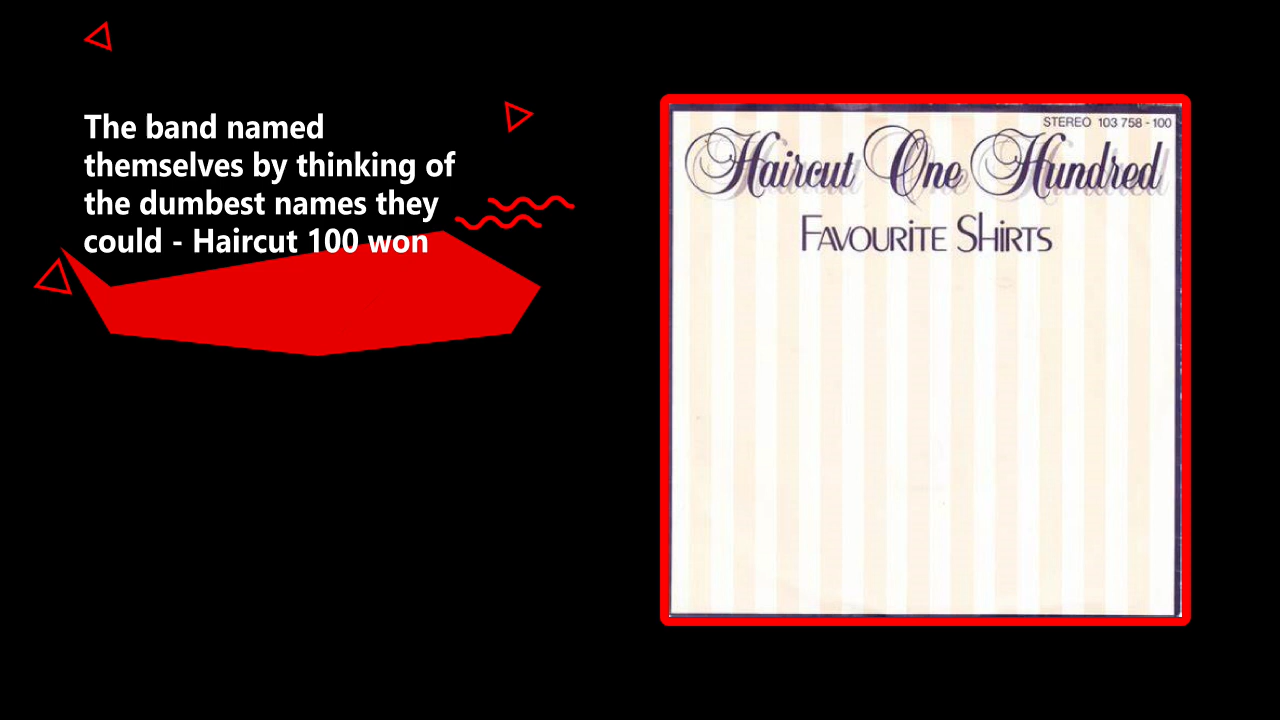 The band named
themselves by thinking of
the dumbest names they
could - Haircut 100 won
STEREO 103 758 - 100
Haircut One Hundred
FAVOURITE SHIRTS